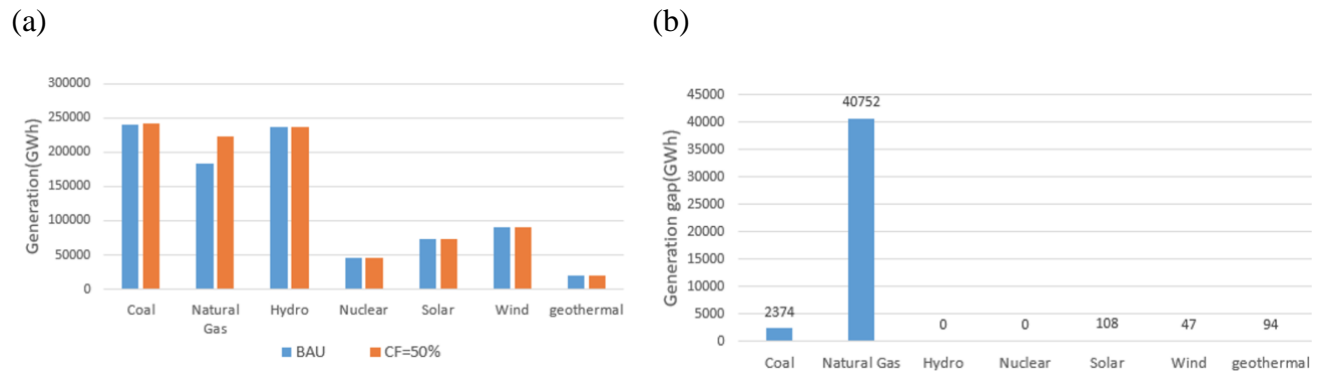 (a)
(b)
Generation(GWh)
300000
250000
200000
150000
100000
50000
0
Coal Natural Gas Hydro Nuclear Solar Wind geothermal
BAU CF=50%
Generation gap(GWh)
45000
40000
35000
30000
25000
20000
15000
10000
5000
0
2374 40752 0 0 108 47 94
Coal Natural Gas Hydro Nuclear Solar Wind geothermal